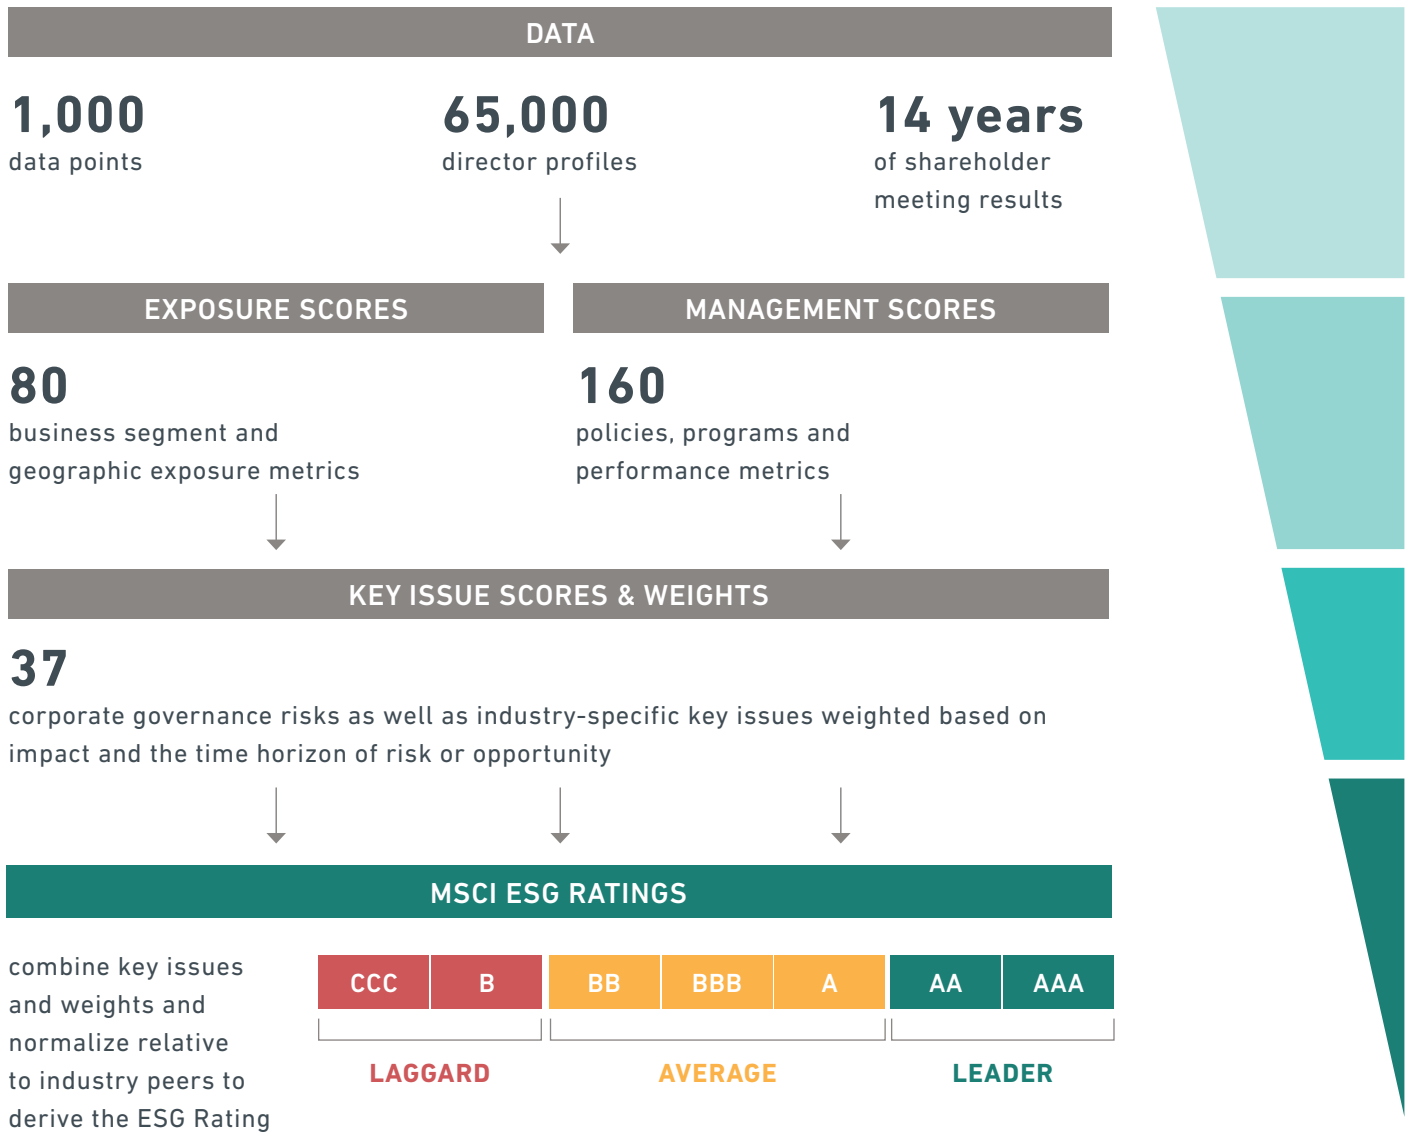 DATA
1,000
data points
65,000
director profiles
14 years
of shareholder
meeting results
EXPOSURE SCORES
80
business segment and
geographic exposure metrics
MANAGEMENT SCORES
160
policies, programs and
performance metrics
KEY ISSUE SCORES & WEIGHTS
37
corporate governance risks as well as industry-specific key issues weighted based on
impact and the time horizon of risk or opportunity
MSCI ESG RATINGS
combine key issues
and weights and
normalize relative
to industry peers to
derive the ESG Rating
CCC B BB BBB A AA AAA
LAGGARD AVERAGE LEADER